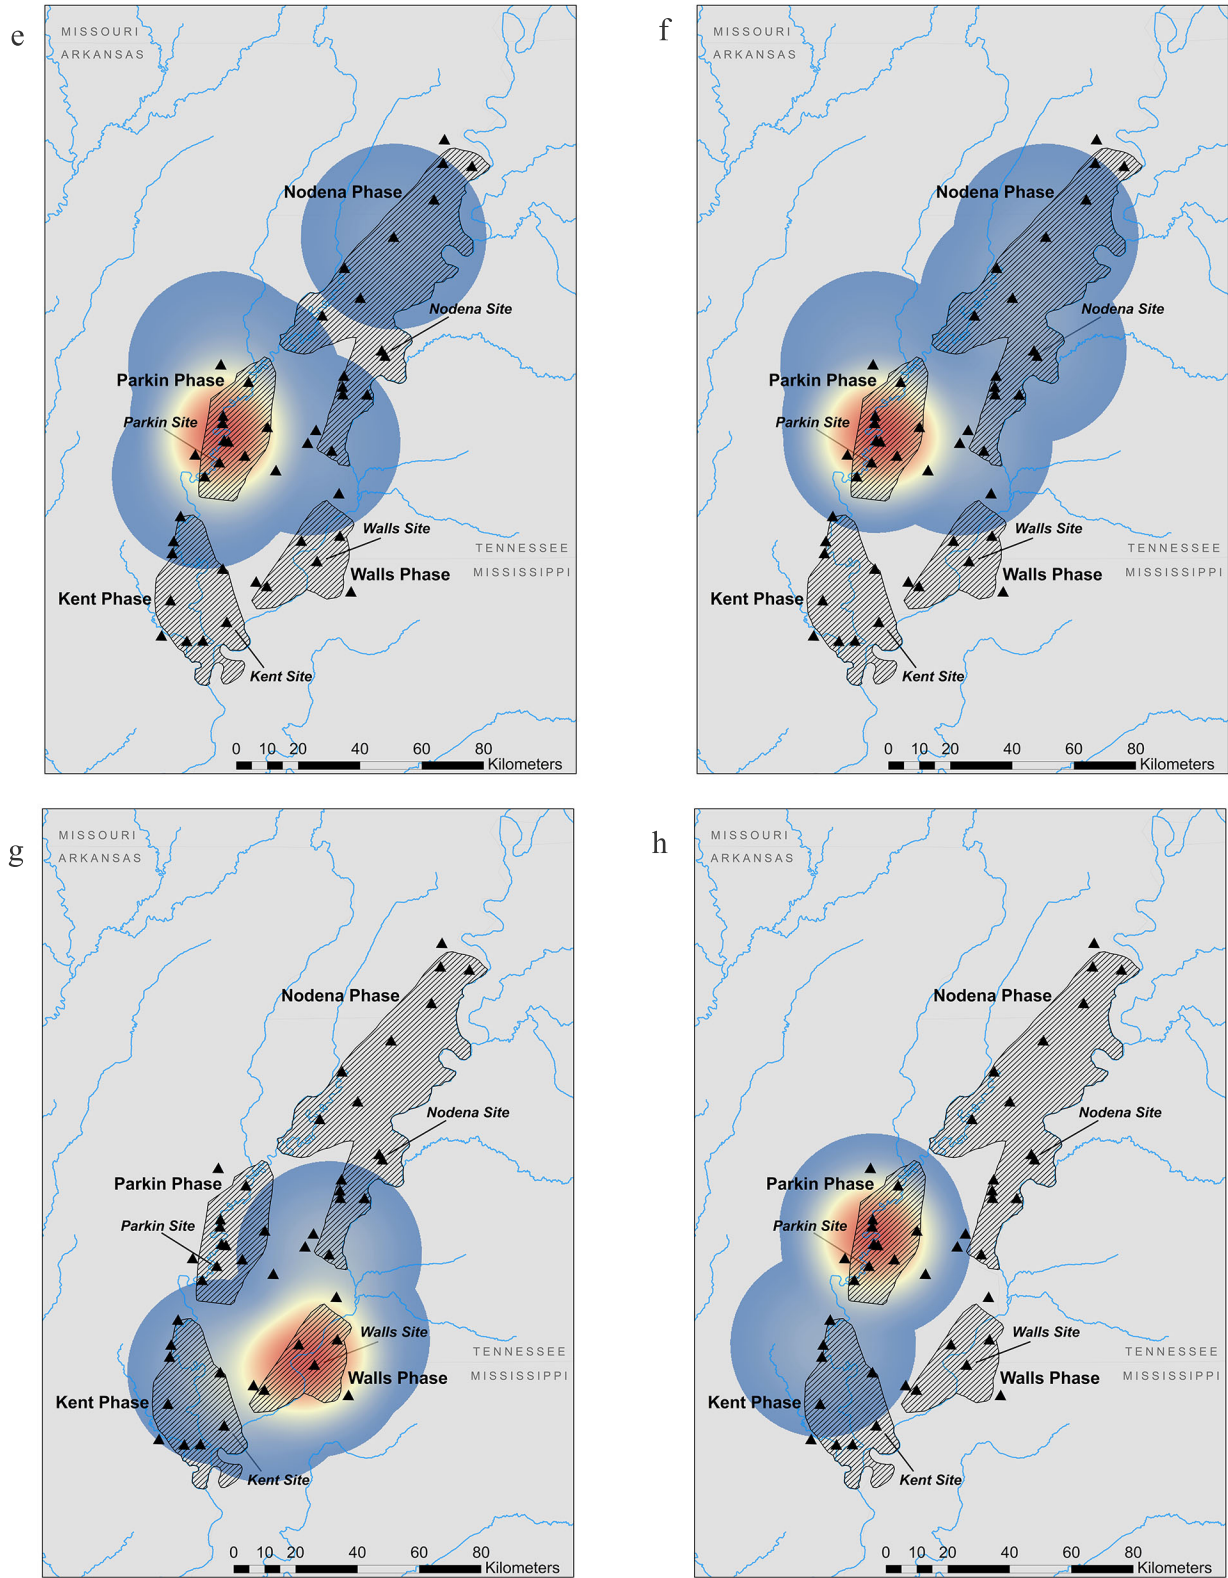 e
MISSOURI
ARKANSAS
Nodena Phase
Nodena Site
Parkin Phase
Parkin Site
Walls Site
TENNESSEE
MISSISSIPPI
Walls Phase
Kent Phase
Kent Site
0 10 20 40 60 80
Kilometers
f
MISSOURI
ARKANSAS
Nodena Phase
Nodena Site
Parkin Phase
Parkin Site
Walls Site
TENNESSEE
MISSISSIPPI
Walls Phase
Kent Phase
Kent Site
0 10 20 40 60 80
Kilometers
g
MISSOURI
ARKANSAS
Nodena Phase
Nodena Site
Parkin Phase
Parkin Site
Walls Site
TENNESSEE
MISSISSIPPI
Walls Phase
Kent Phase
Kent Site
0 10 20 40 60 80
Kilometers
h
MISSOURI
ARKANSAS
Nodena Phase
Nodena Site
Parkin Phase
Parkin Site
Walls Site
TENNESSEE
MISSISSIPPI
Walls Phase
Kent Phase
Kent Site
0 10 20 40 60 80
Kilometers